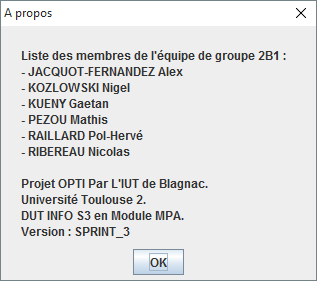 A propos
Liste des membres de l'équipe de groupe 2B1 :
- JACQUOT-FERNANDEZ Alex
- KOZLOWSKI Nigel
- KUENY Gaetan
- PEZOU Mathis
- RAILLARD Pol-Hervé
- RIBEREAU Nicolas
Projet OPTI Par L'IUT de Blagnac.
Université Toulouse 2.
DUT INFO S3 en Module MPA.
Version : SPRINT_3
OK